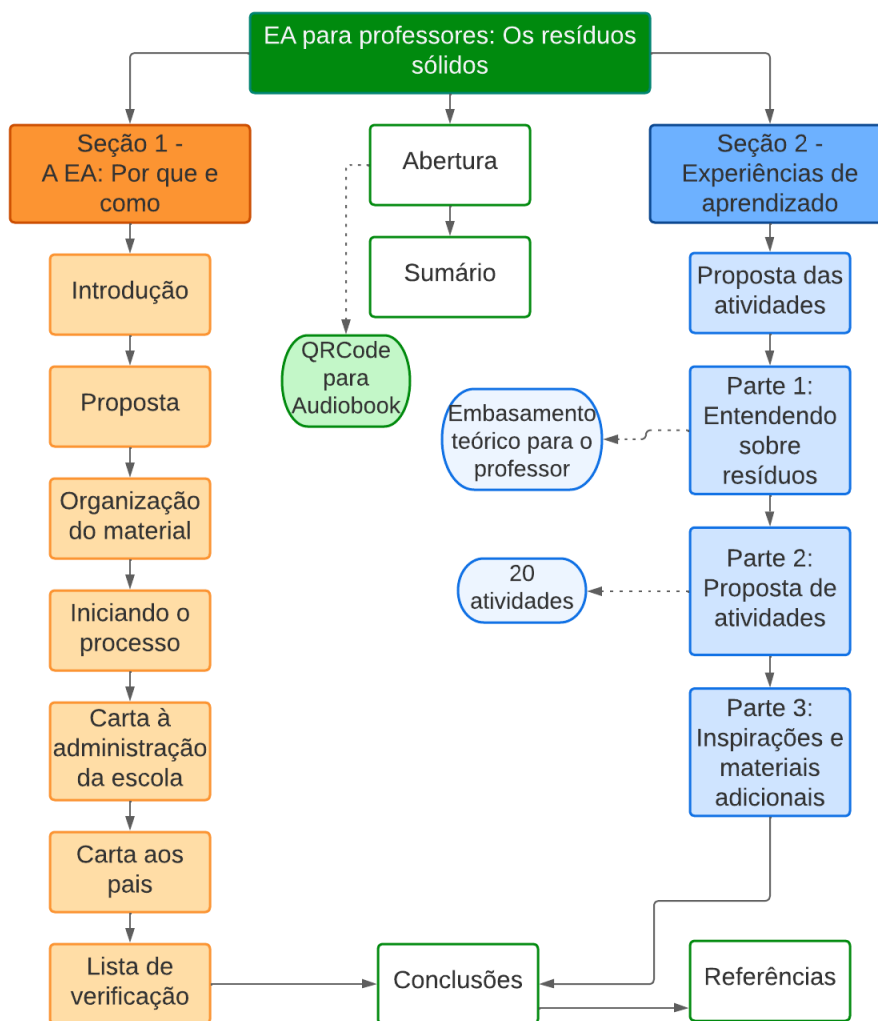 EA para professores: Os resíduos
sólidos
Seção 1 -
A EA: Por que e
como
Introdução
Proposta
Organização
do material
Iniciando o
processo
Carta à
administração
da escola
Carta aos
pais
Lista de
verificação
Abertura
Sumário
QRCode
para
Audiobook
Seção 2 -
Experiências de
aprendizado
Proposta das
atividades
Parte 1:
Entendendo
sobre
resíduos
Embasamento
teórico para o
professor
Parte 2:
Proposta de
atividades
20
atividades
Parte 3:
Inspirações e
materiais
adicionais
Conclusões
Referências